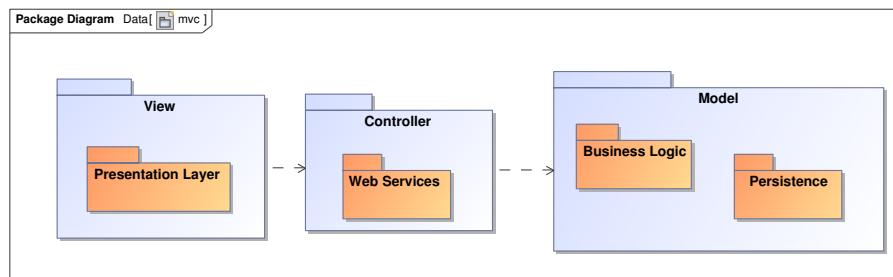 Package Diagram Data[ mvc ]
View
Presentation Layer
Controller
Web Services
Model
Business Logic
Persistence